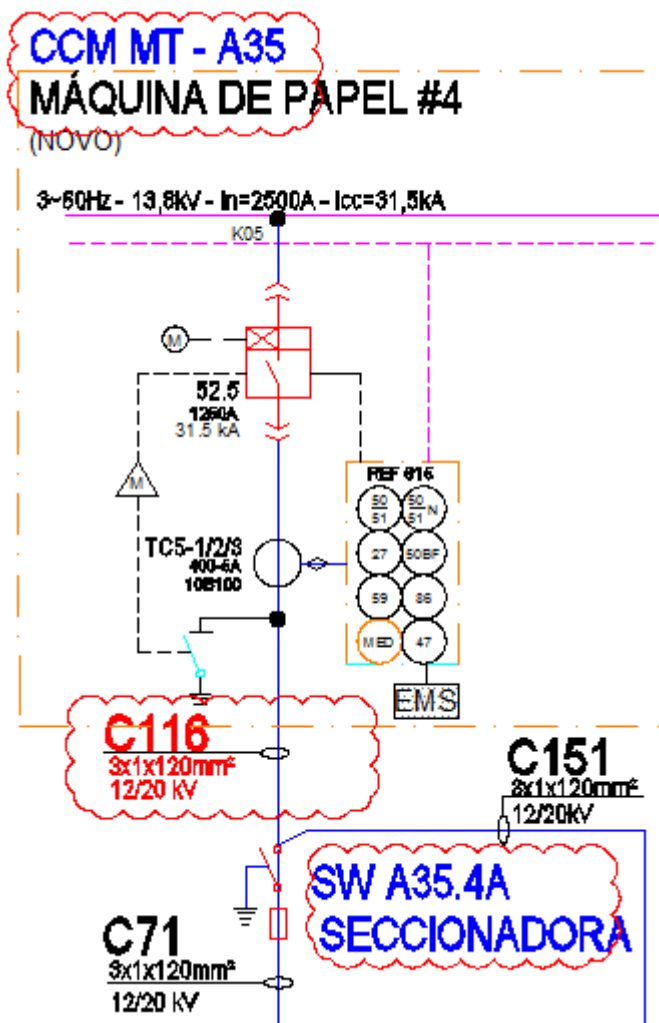 CCM MT - A35
MÁQUINA DE PAPEL #4
(NOVO)
3~60Hz - 13,8kV - In=2500A - Icc=31,5kA
K05
M
52.5
1250A
31.5 kA
M
REF 615
50
51
50
51 N
27
50BF
59
86
MED
47
EMS
TC5-1/2/3
400-5A
10B100
C116
3x1x120mm²
12/20 kV
C151
3x1x120mm²
12/20kV
SW A35.4A
SECCIONADORA
C71
3x1x120mm²
12/20 kV